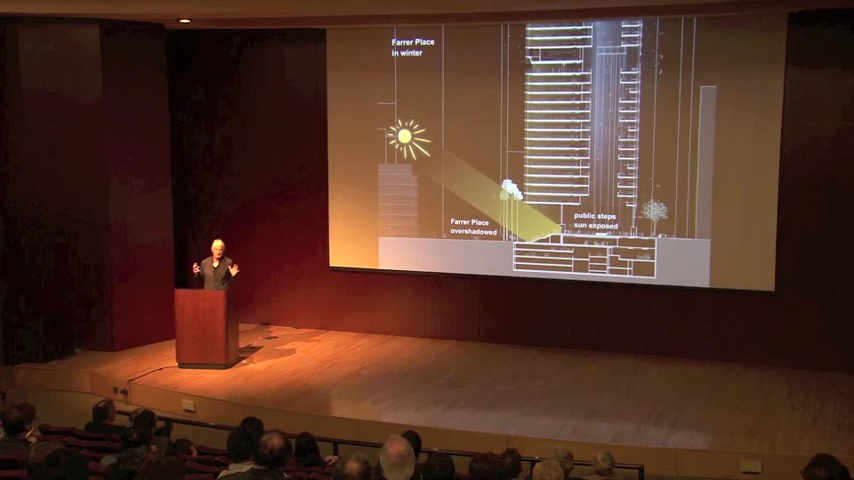 Farrer Place
in winter
Farrer Place
overshadowed
public steps
sun exposed